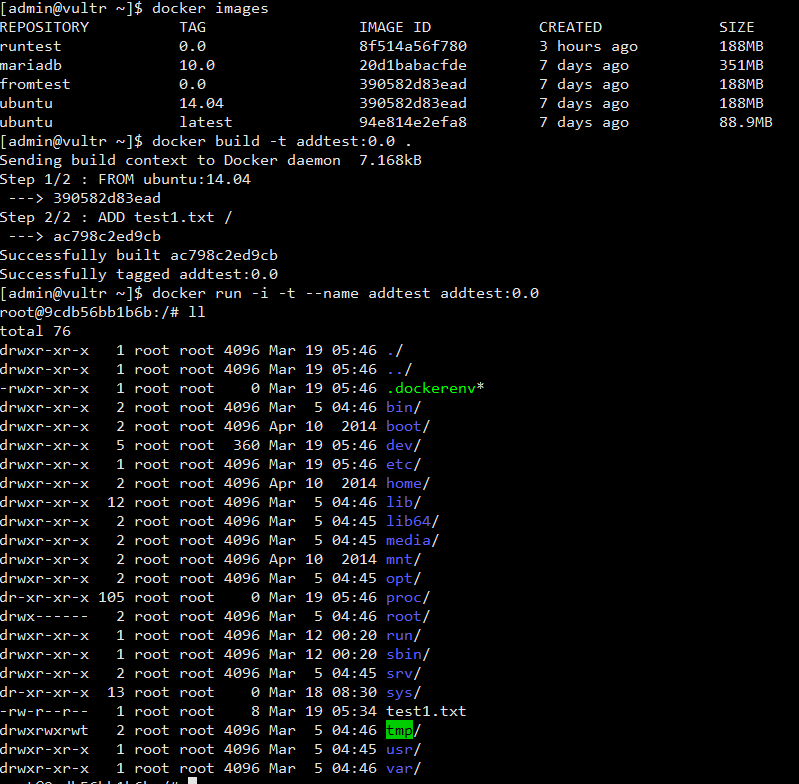 [admin@vultr ~]$ docker images
REPOSITORY          TAG                 IMAGE ID            CREATED             SIZE
runtest             0.0                 8f514a56f780        3 hours ago         188MB
mariadb             10.0                20d1babacfde        7 days ago          351MB
fromtest            0.0                 390582d83ead        7 days ago          188MB
ubuntu              14.04               390582d83ead        7 days ago          188MB
ubuntu              latest              94e814e2efa8        7 days ago          88.9MB
[admin@vultr ~]$ docker build -t addtest:0.0 .
Sending build context to Docker daemon  7.168kB
Step 1/2 : FROM ubuntu:14.04
 ---> 390582d83ead
Step 2/2 : ADD test1.txt /
 ---> ac798c2ed9cb
Successfully built ac798c2ed9cb
Successfully tagged addtest:0.0
[admin@vultr ~]$ docker run -i -t --name addtest addtest:0.0
root@9cdb56bb1b6b:/# ll
total 76
drwxr-xr-x   1 root root 4096 Mar 19 05:46 ./
drwxr-xr-x   1 root root 4096 Mar 19 05:46 ../
-rwxr-xr-x   1 root root    0 Mar 19 05:46 .dockerenv*
drwxr-xr-x   2 root root 4096 Mar  5 04:46 bin/
drwxr-xr-x   2 root root 4096 Apr 10  2014 boot/
drwxr-xr-x   5 root root  360 Mar 19 05:46 dev/
drwxr-xr-x   1 root root 4096 Mar 19 05:46 etc/
drwxr-xr-x   2 root root 4096 Apr 10  2014 home/
drwxr-xr-x  12 root root 4096 Mar  5 04:46 lib/
drwxr-xr-x   2 root root 4096 Mar  5 04:45 lib64/
drwxr-xr-x   2 root root 4096 Mar  5 04:45 media/
drwxr-xr-x   2 root root 4096 Apr 10  2014 mnt/
drwxr-xr-x   2 root root 4096 Mar  5 04:45 opt/
dr-xr-xr-x 105 root root    0 Mar 19 05:46 proc/
drwx------   2 root root 4096 Mar  5 04:46 root/
drwxr-xr-x   1 root root 4096 Mar 12 00:20 run/
drwxr-xr-x   1 root root 4096 Mar 12 00:20 sbin/
drwxr-xr-x   2 root root 4096 Mar  5 04:45 srv/
dr-xr-xr-x  13 root root    0 Mar 18 08:30 sys/
-rw-r--r--   1 root root    8 Mar 19 05:34 test1.txt
drwxrwxrwt   2 root root 4096 Mar  5 04:46 tmp/
drwxr-xr-x   1 root root 4096 Mar  5 04:45 usr/
drwxr-xr-x   1 root root 4096 Mar  5 04:46 var/
root@9cdb56bb1b6b:/#